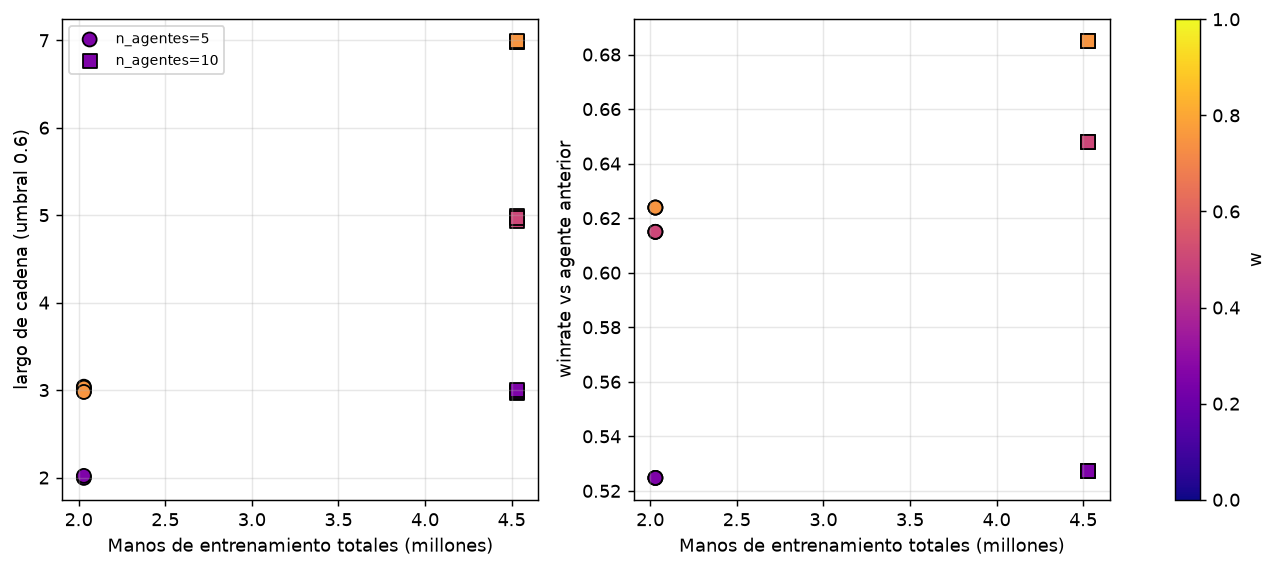 7
6
5
4
3
2
largo de cadena (umbral 0.6)
n_agentes=5
n_agentes=10
2.0 2.5 3.0 3.5 4.0 4.5
Manos de entrenamiento totales (millones)
0.68
0.66
0.64
0.62
0.60
0.58
0.56
0.54
0.52
winrate vs agente anterior
2.0 2.5 3.0 3.5 4.0 4.5
Manos de entrenamiento totales (millones)
1.0
0.8
0.6
0.4
0.2
0.0
w